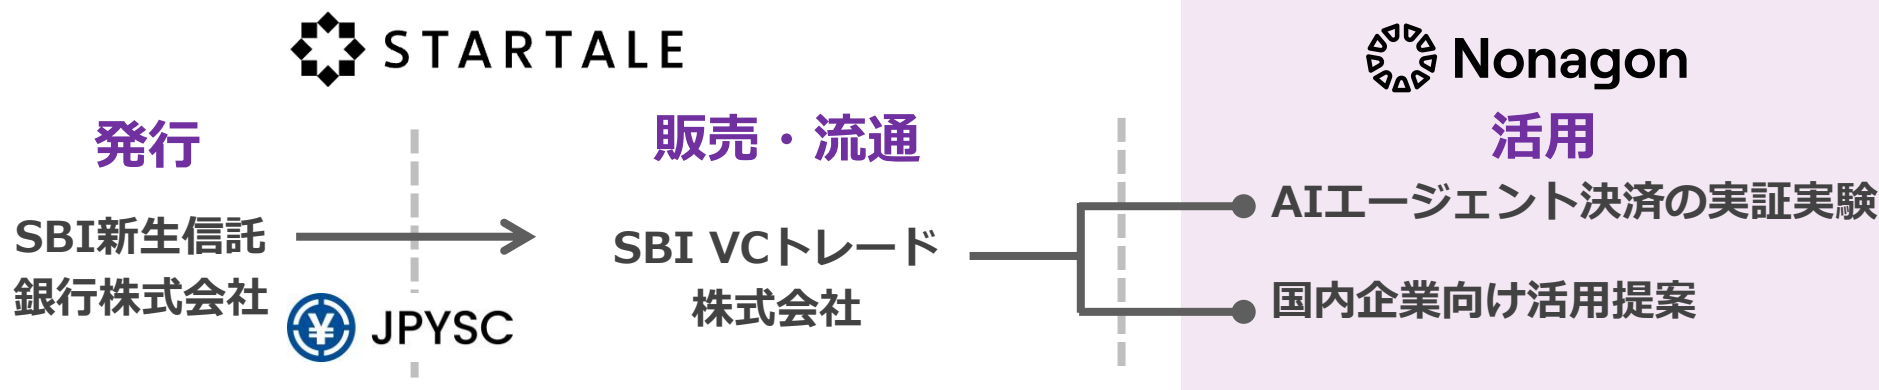 STARTALE
Nonagon
発行
販売・流通
活用
SBI新生信託
銀行株式会社
JPYSC
SBI VCトレード
株式会社
AIエージェント決済の実証実験
国内企業向け活用提案